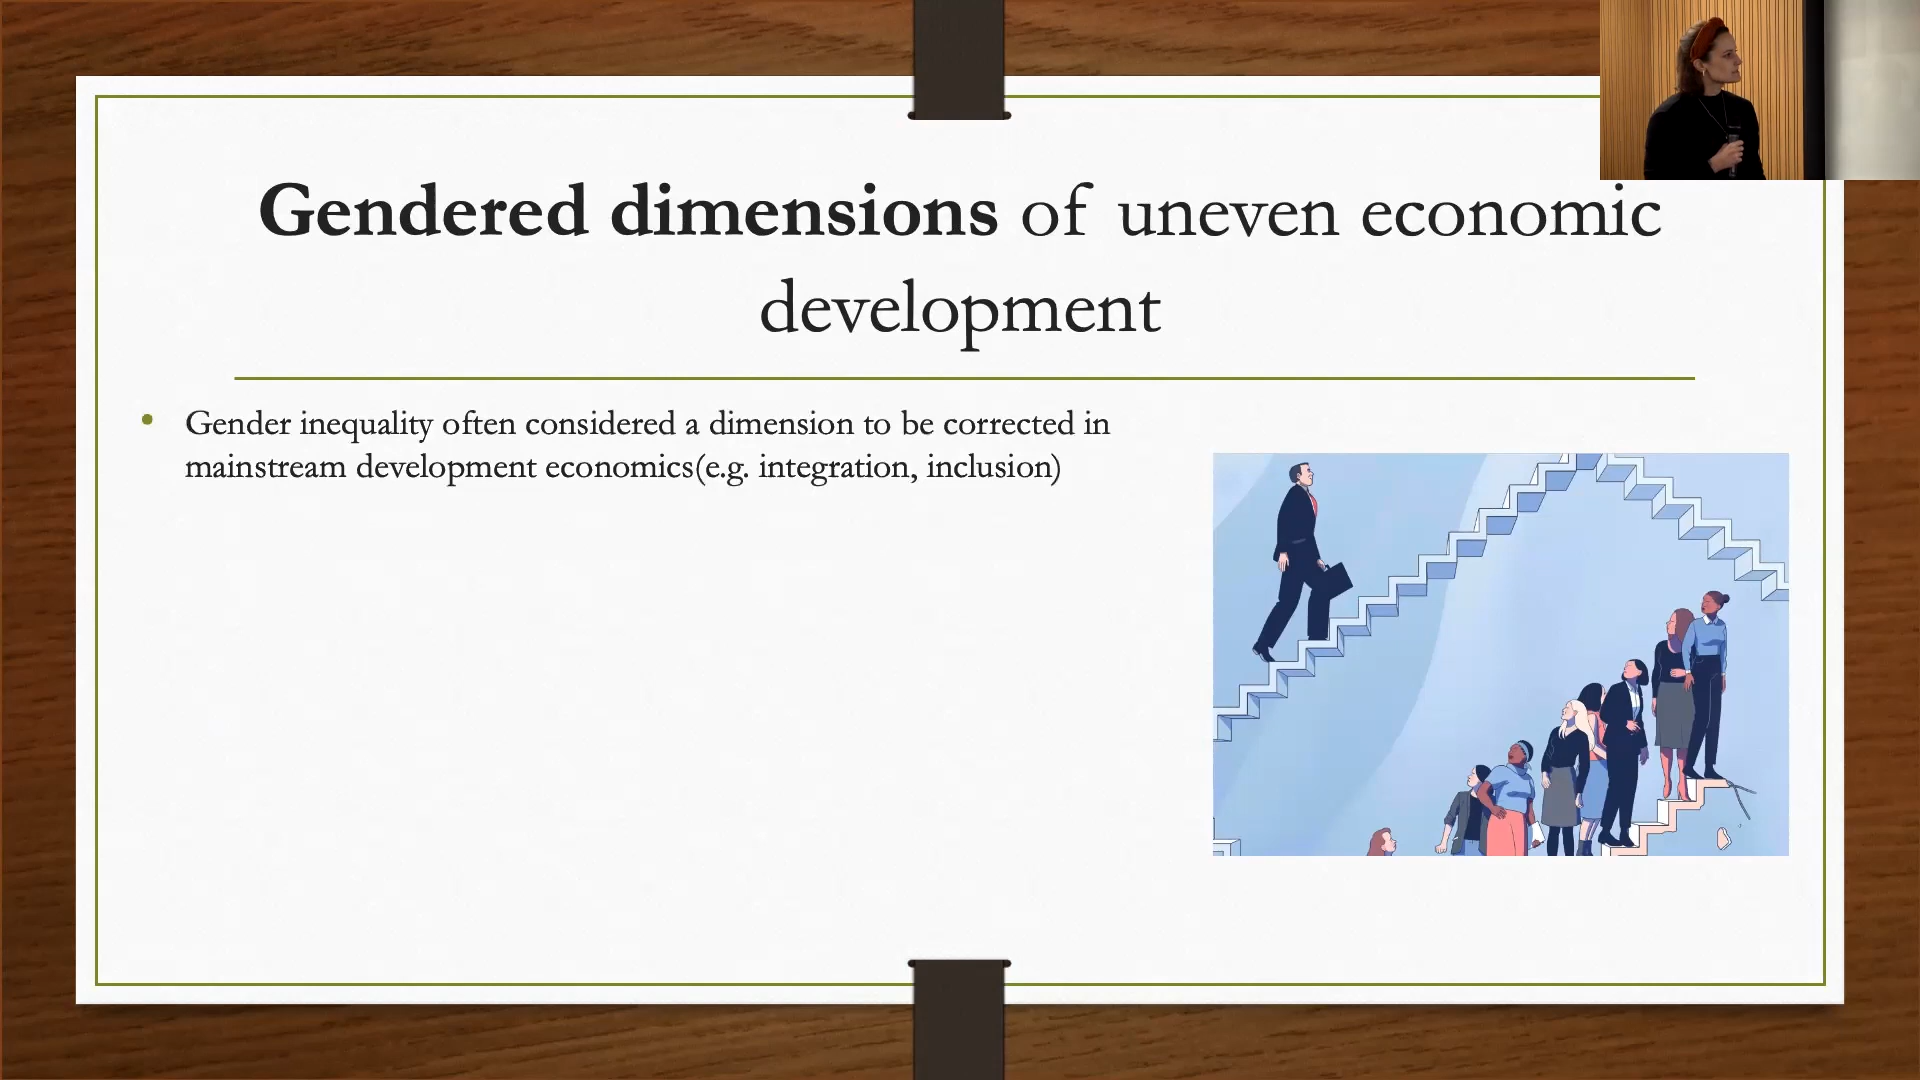 Gendered dimensions of uneven economic
development
• Gender inequality often considered a dimension to be corrected in
mainstream development economics(e.g. integration, inclusion)